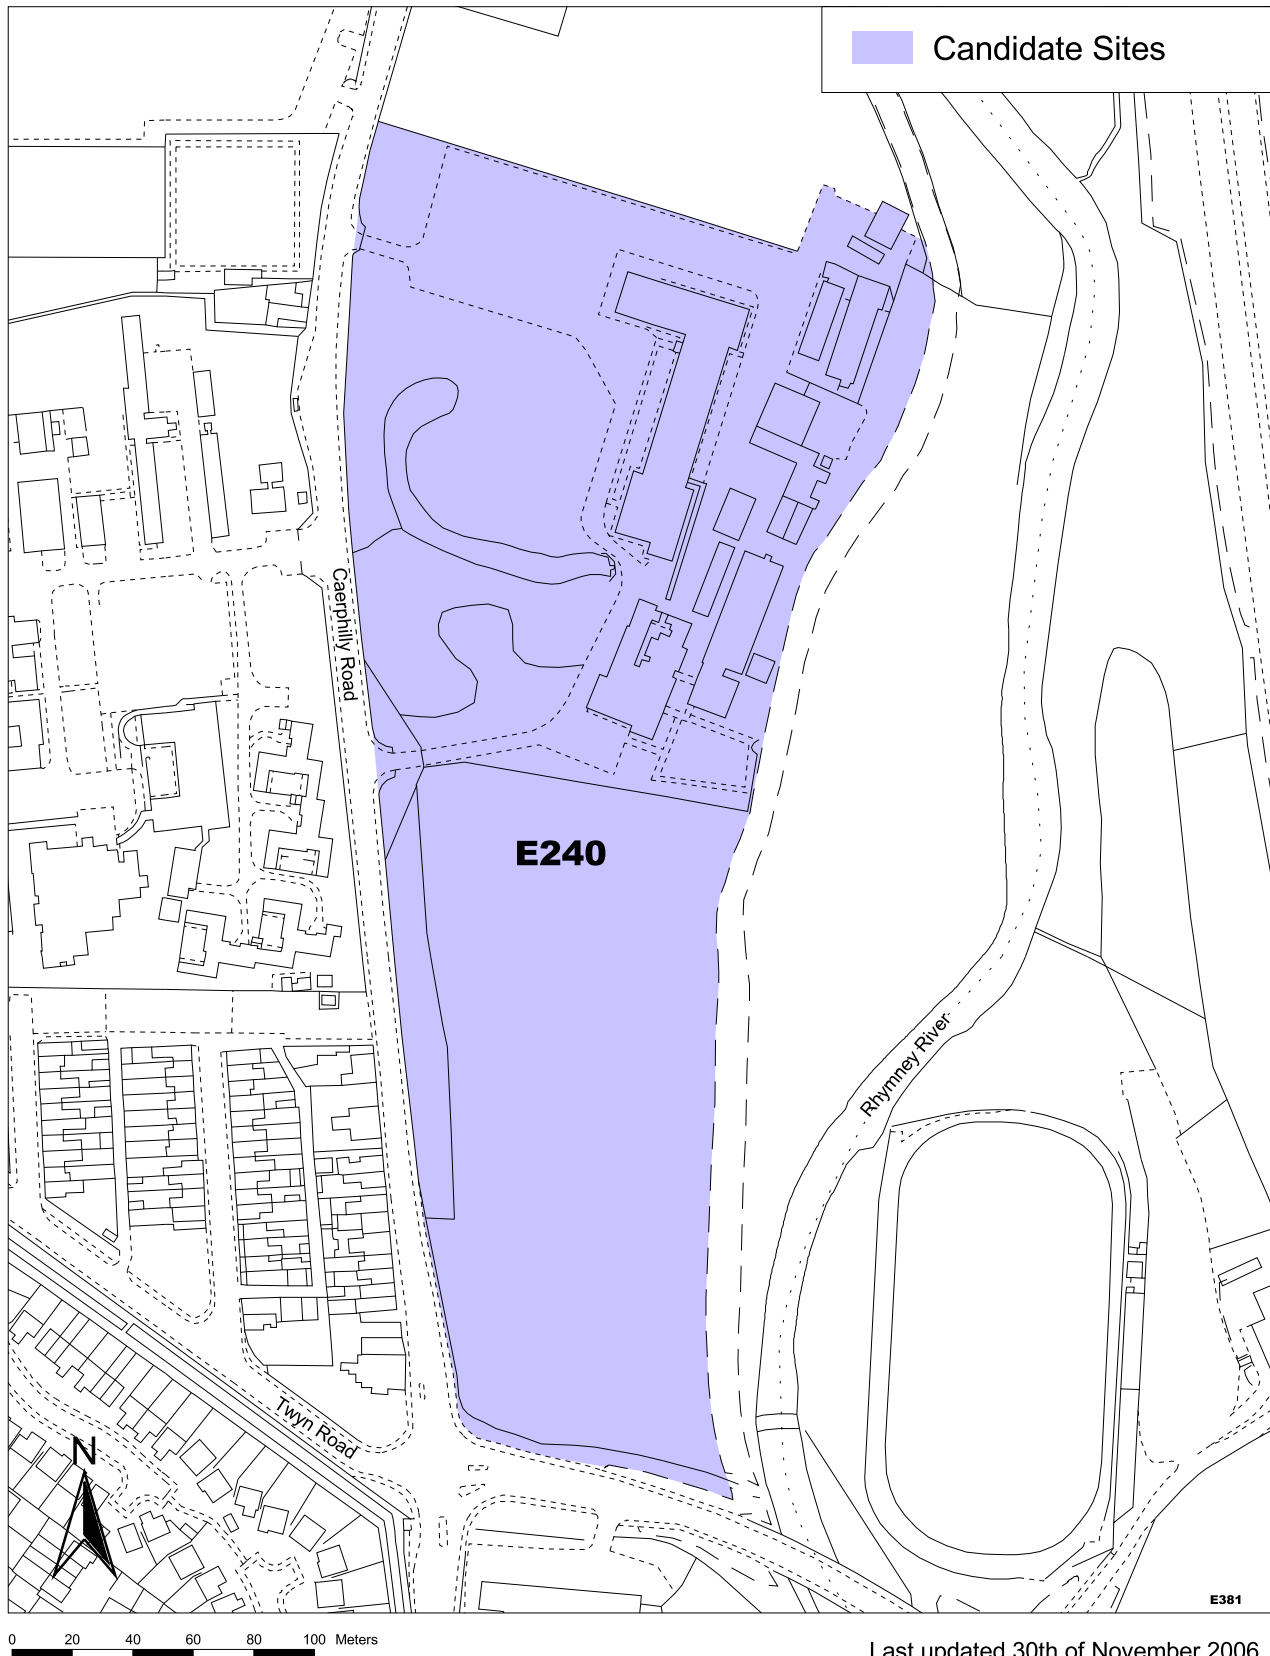 Candidate Sites
Caerphilly Road
E240
Rhymney River
Twyn Road
N
E381
0 20 40 60 80 100 Meters
Last updated 30th of November 2006